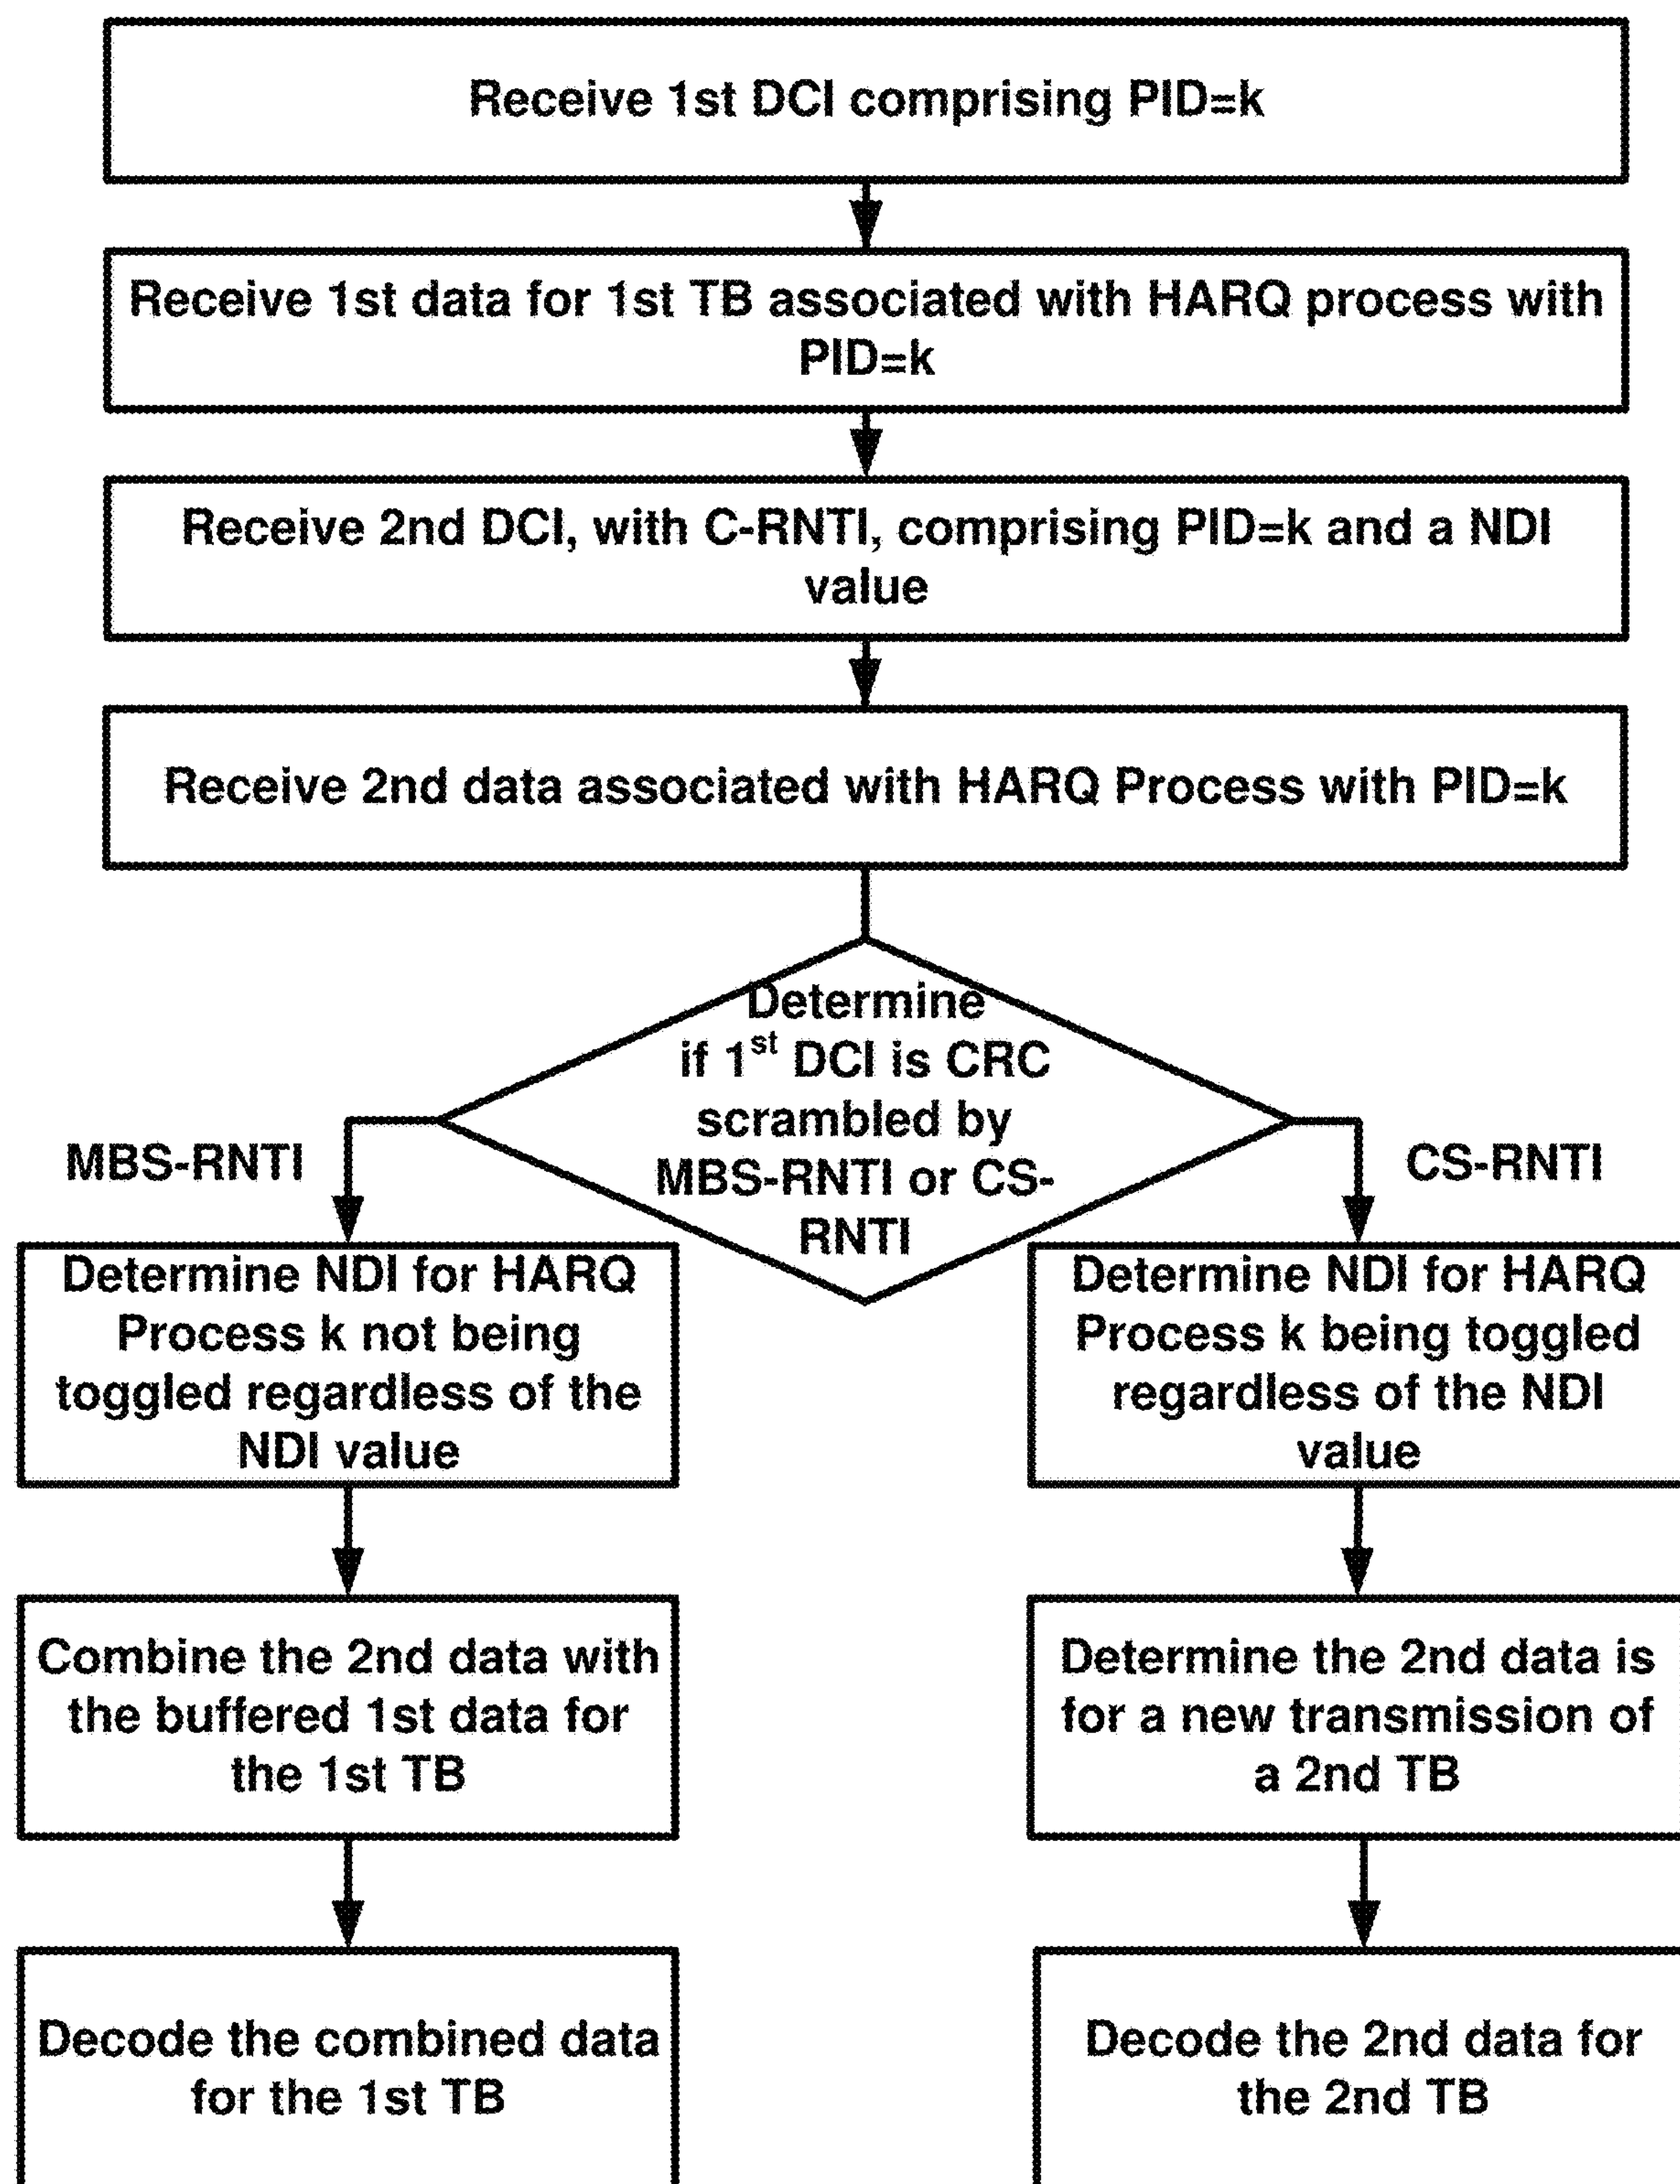 Receive 1st DCI comprising PID=k
Receive 1st data for 1st TB associated with HARQ process with
PID=k
Receive 2nd DCI, with C-RNTI, comprising PID=k and a NDI
value
Receive 2nd data associated with HARQ Process with PID=k
Determine
if 1st DCI is CRC
scrambled by
MBS-RNTI or CS-
RNTI
MBS-RNTI
CS-RNTI
Determine NDI for HARQ
Process k not being
toggled regardless of the
NDI value
Determine NDI for HARQ
Process k being toggled
regardless of the NDI
value
Combine the 2nd data with
the buffered 1st data for
the 1st TB
Determine the 2nd data is
for a new transmission of
a 2nd TB
Decode the combined data
for the 1st TB
Decode the 2nd data for
the 2nd TB